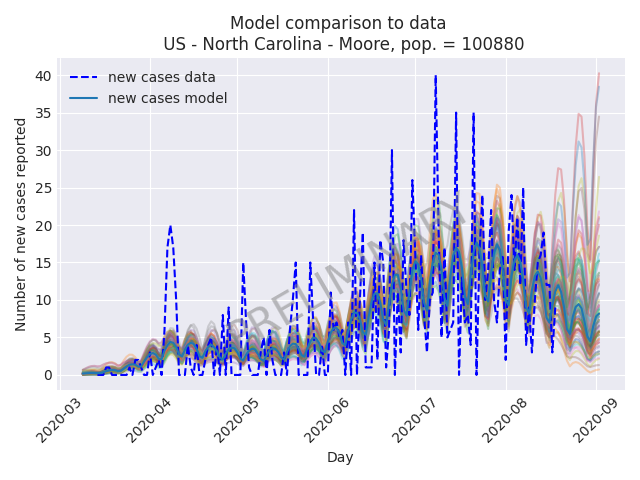 Model comparison to data
US - North Carolina - Moore, pop. = 100880
new cases data
new cases model
PRELIMINARY
Number of new cases reported
40
35
30
25
20
15
10
5
0
2020-03
2020-04
2020-05
2020-06
2020-07
2020-08
2020-09
Day